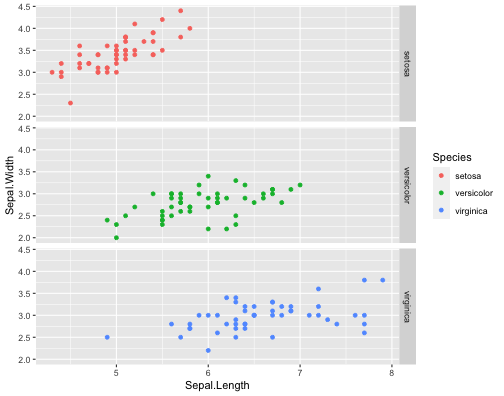 4.5
4.0
3.5
3.0
2.5
2.0
setosa
4.5
4.0
3.5
3.0
2.5
2.0
versicolor
4.5
4.0
3.5
3.0
2.5
2.0
virginica
5 6 7 8
Sepal.Length
Sepal.Width
Species
setosa
versicolor
virginica